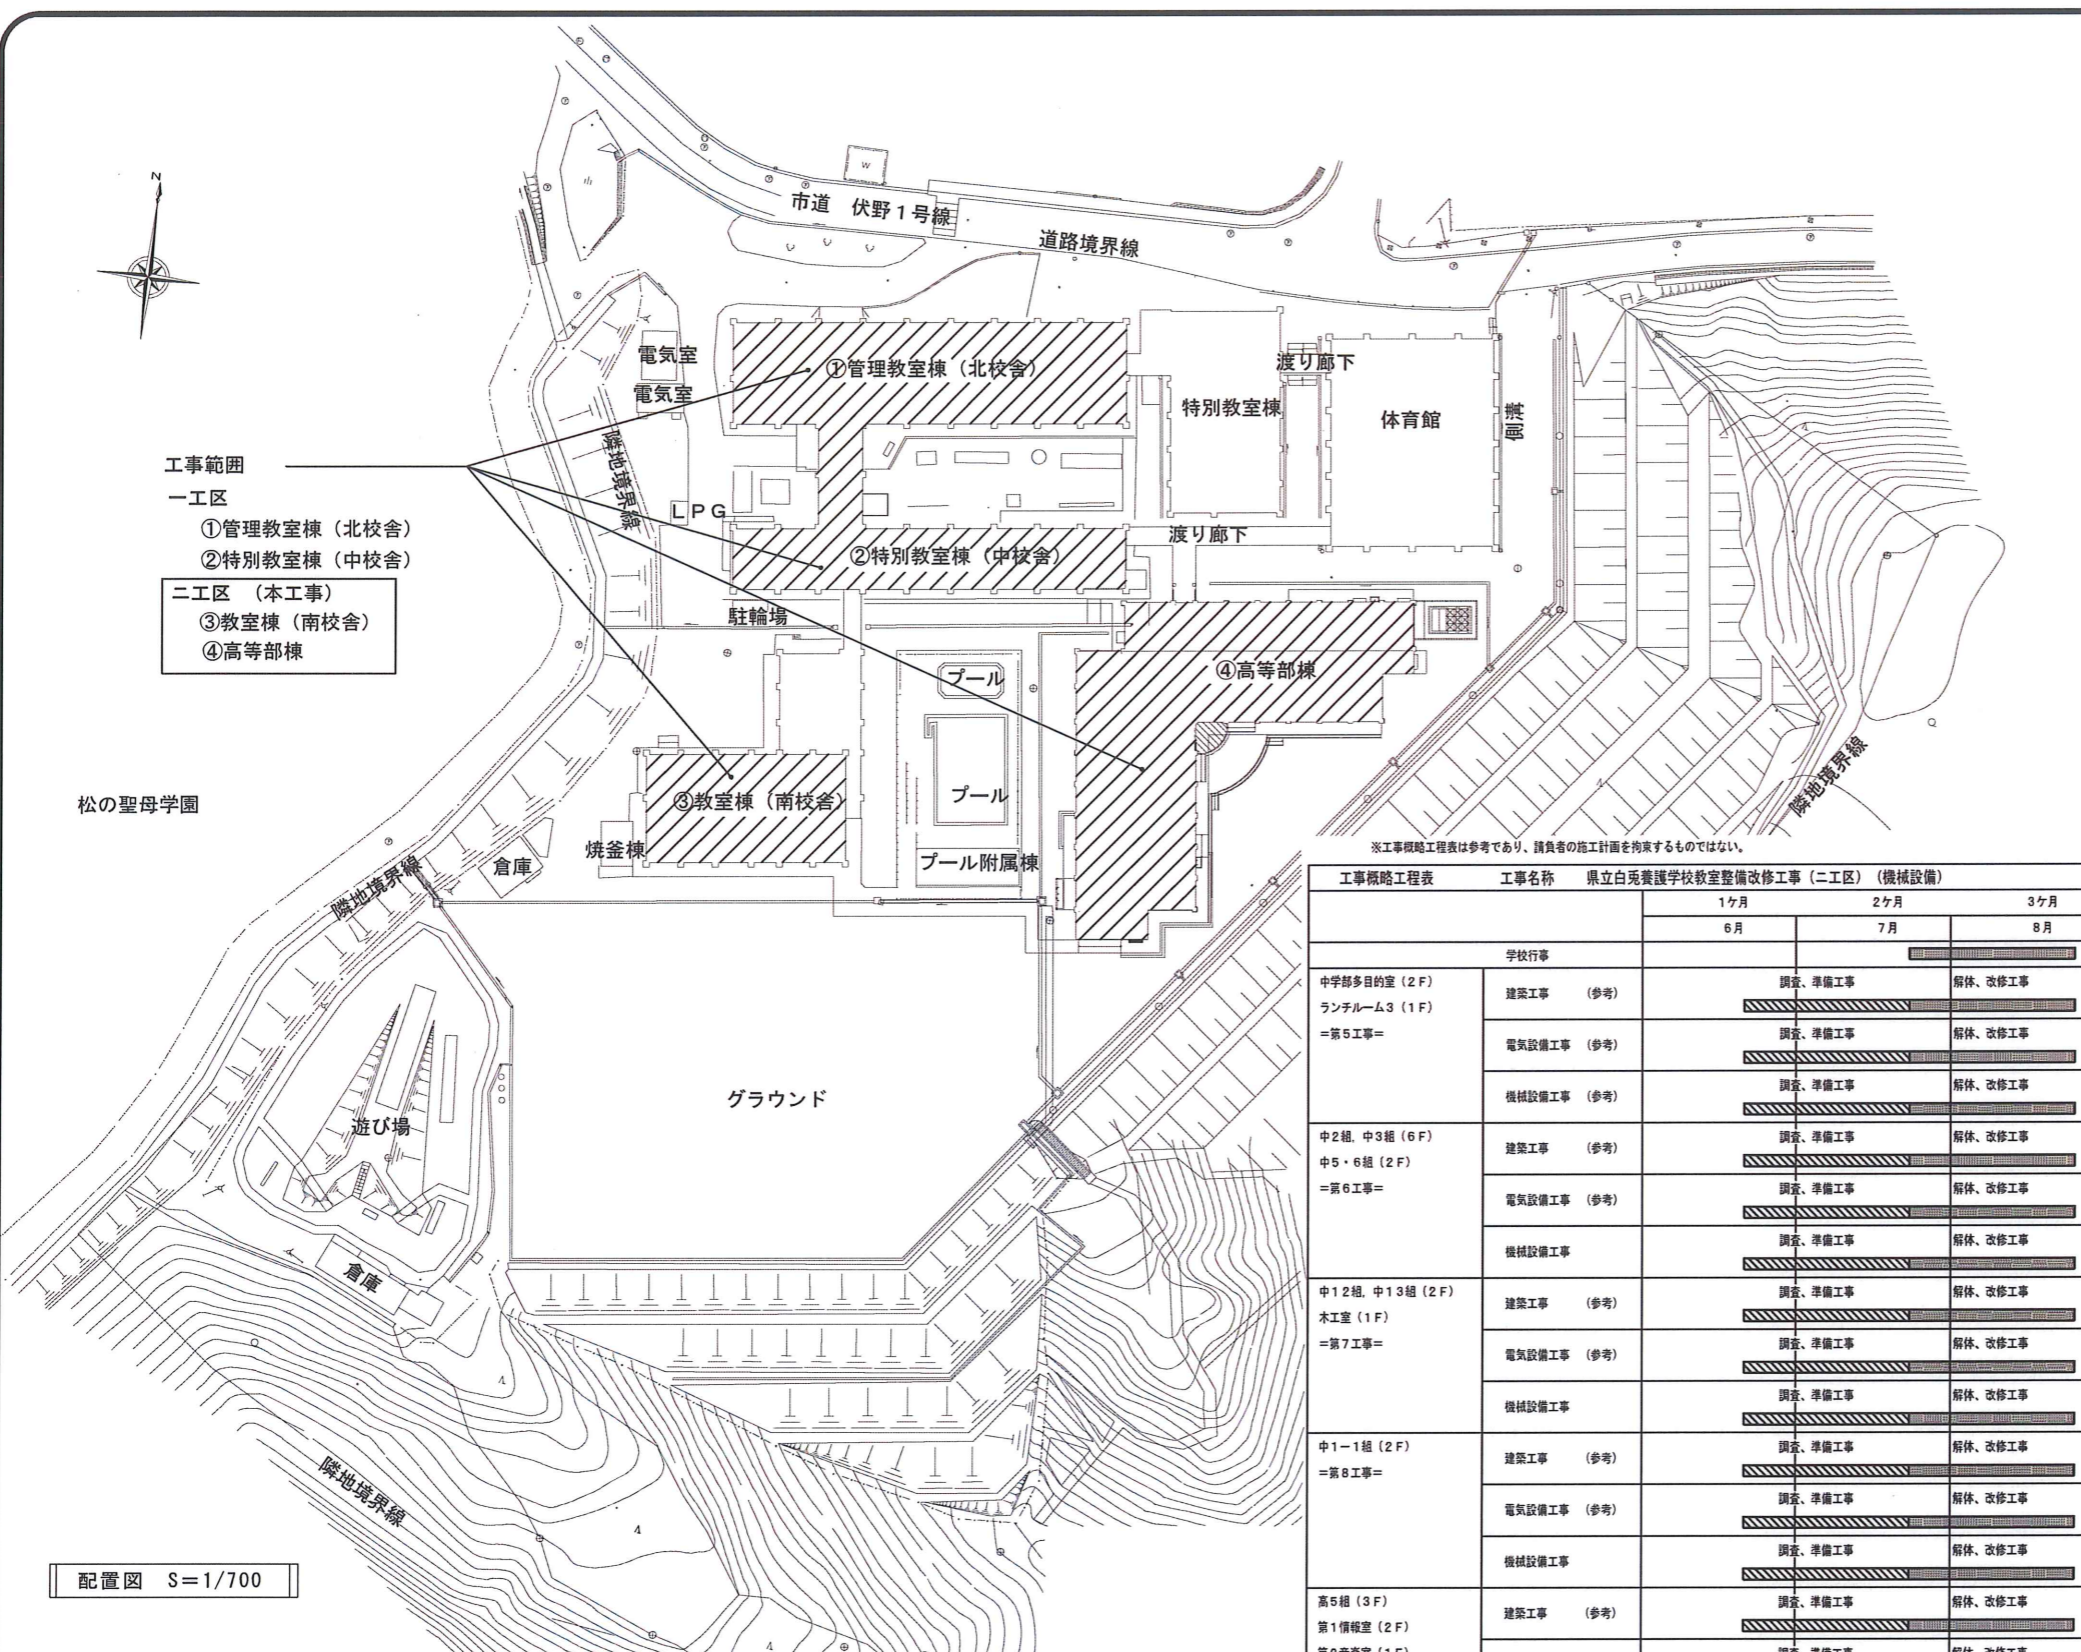 N
W
市道 伏野1号線
道路境界線
電気室
電気室
①管理教室棟(北校舎)
渡り廊下
特別教室棟
体育館
側溝
隣地境界線
工事範囲
一工区
①管理教室棟(北校舎)
②特別教室棟(中校舎)
二工区 (本工事)
③教室棟(南校舎)
④高等部棟
LPG
②特別教室棟(中校舎)
渡り廊下
駐輪場
プール
④高等部棟
プール
③教室棟(南校舎)
松の聖母学園
焼釜棟
倉庫
プール附属棟
隣地境界線
隣地境界線
グラウンド
遊び場
倉庫
隣地境界線
配置図 S=1/700
※工事概略工程表は参考であり、請負者の施工計画を拘束するものではない。
工事概略工程表 工事名称 県立白兎養護学校教室整備改修工事(二工区)(機械設備)
1ケ月 2ケ月 3ケ月
6月 7月 8月
学校行事
中学部多目的室(2F)
ランチルーム3(1F)
=第5工事=
建築工事 (参考) 調査、準備工事 解体、改修工事
電気設備工事 (参考) 調査、準備工事 解体、改修工事
機械設備工事 (参考) 調査、準備工事 解体、改修工事
中2組,中3組(6F)
中5・6組(2F)
=第6工事=
建築工事 (参考) 調査、準備工事 解体、改修工事
電気設備工事 (参考) 調査、準備工事 解体、改修工事
機械設備工事 調査、準備工事 解体、改修工事
中12組,中13組(2F)
木工室(1F)
=第7工事=
建築工事 (参考) 調査、準備工事 解体、改修工事
電気設備工事 (参考) 調査、準備工事 解体、改修工事
機械設備工事 調査、準備工事 解体、改修工事
中1-1組(2F)
=第8工事=
建築工事 (参考) 調査、準備工事 解体、改修工事
電気設備工事 (参考) 調査、準備工事 解体、改修工事
機械設備工事 調査、準備工事 解体、改修工事
高5組(3F)
第1情報室(2F)
建築工事 (参考) 調査、準備工事 解体、改修工事